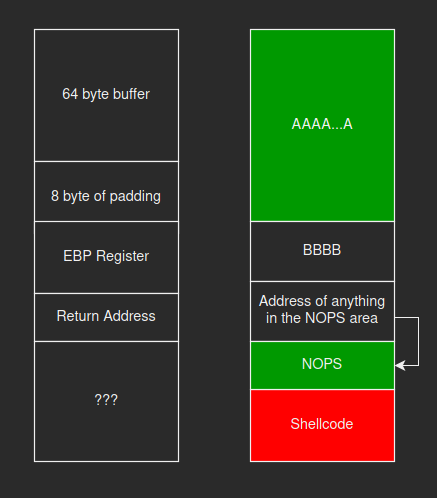 64 byte buffer
8 byte of padding
EBP Register
Return Address
???
AAAA...A
BBBB
Address of anything
in the NOPS area
NOPS
Shellcode